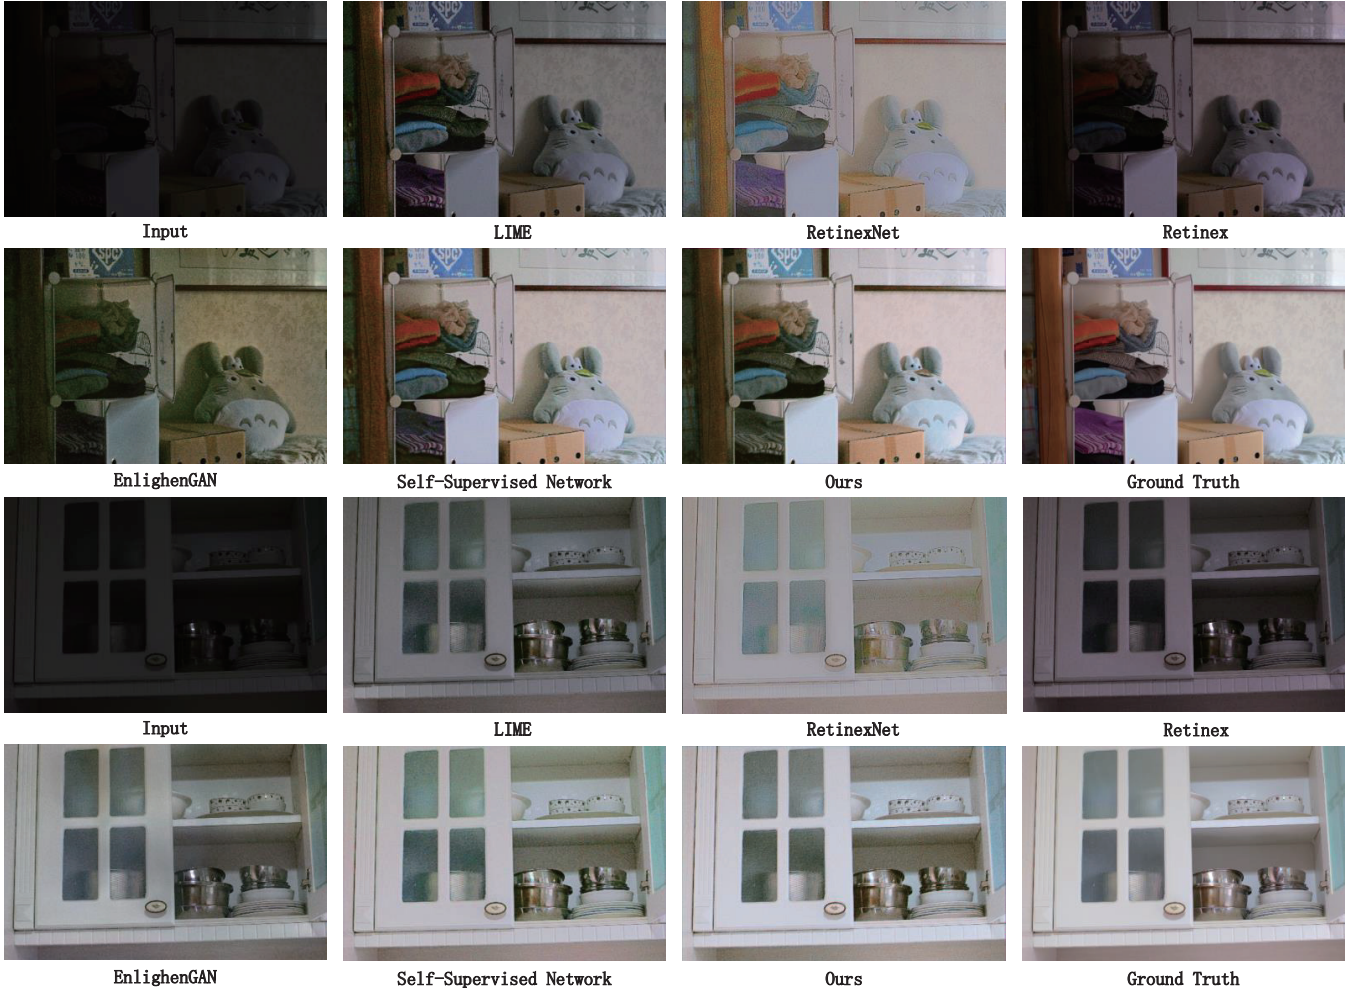 Input
LIME
RetinexNet
Retinex
EnlighenGAN
Self-Supervised Network
Ours
Ground Truth
Input
LIME
RetinexNet
Retinex
EnlighenGAN
Self-Supervised Network
Ours
Ground Truth